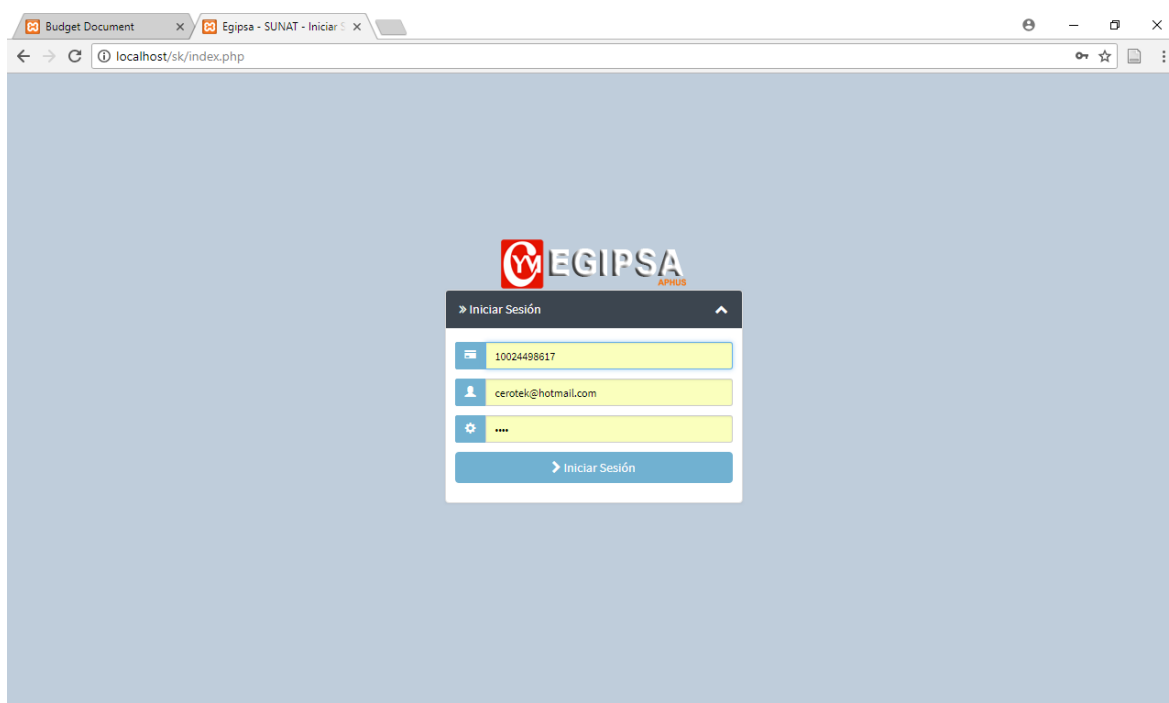 Budget Document
Egipsa - SUNAT - Iniciar S
localhost/sk/index.php
CYM EGIPSA
APHUS
» Iniciar Sesión
10024498617
cerotek@hotmail.com
••••
Iniciar Sesión